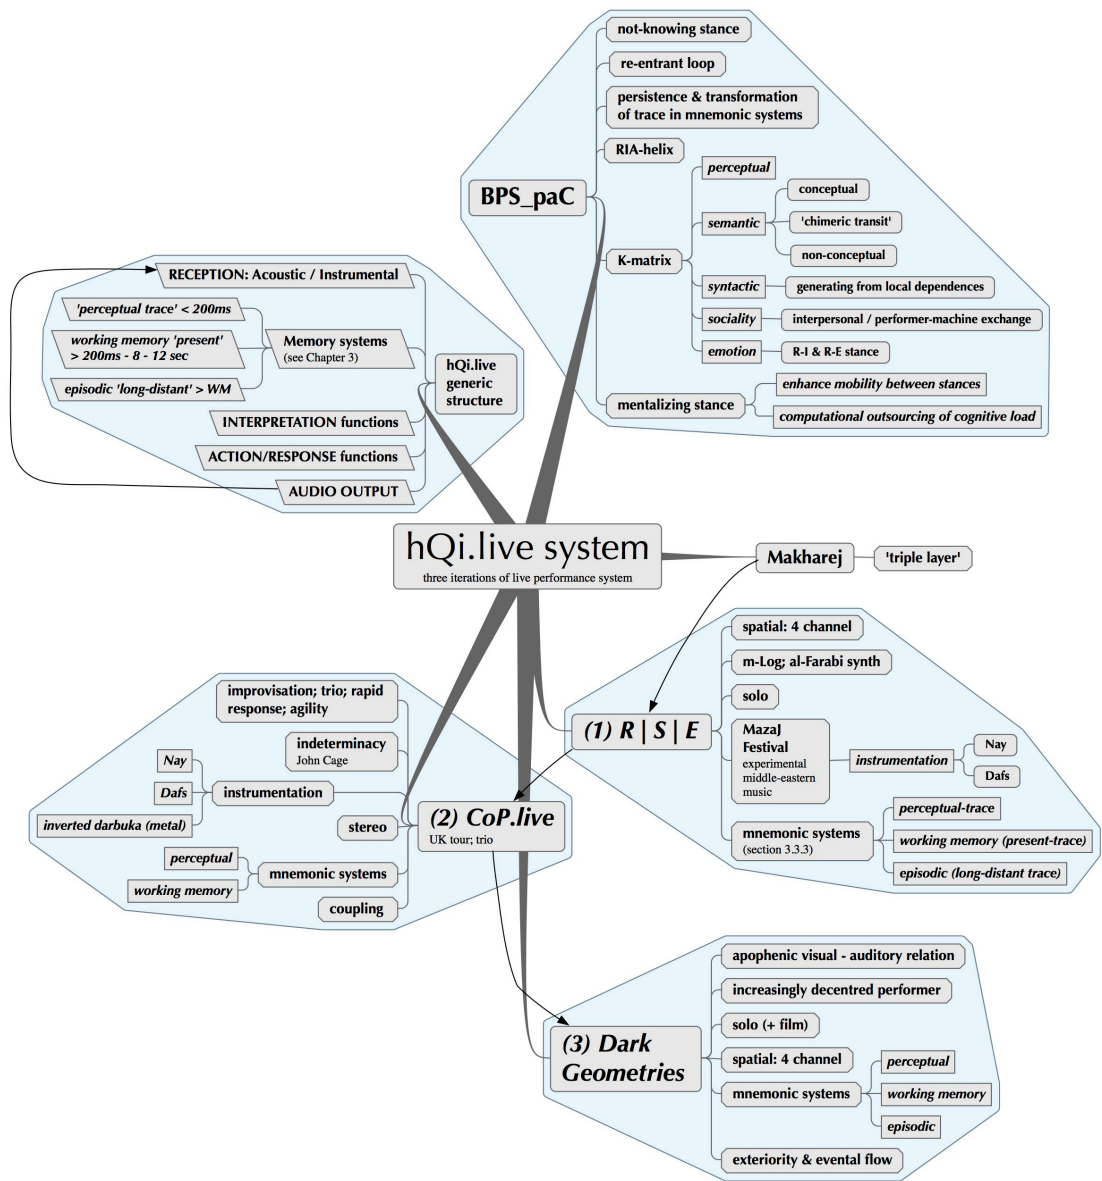 not-knowing stance
re-entrant loop
persistence & transformation
of trace in mnemonic systems
RIA-helix
BPS_paC
K-matrix
perceptual
semantic
conceptual
'chimeric transit'
non-conceptual
syntactic
generating from local dependences
sociality
interpersonal / performer-machine exchange
emotion
R-I & R-E stance
mentalizing stance
enhance mobility between stances
computational outsourcing of cognitive load
RECEPTION: Acoustic / Instrumental
'perceptual trace' < 200ms
working memory 'present'
> 200ms - 8 - 12 sec
episodic 'long-distant' > WM
Memory systems
(see Chapter 3)
hQi.live
generic
structure
INTERPRETATION functions
ACTION/RESPONSE functions
AUDIO OUTPUT
hQi.live system
three iterations of live performance system
Makharej
'triple layer'
(1) R | S | E
spatial: 4 channel
m-Log; al-Farabi synth
solo
MazaJ
Festival
experimental
middle-eastern
music
instrumentation
Nay
Dafs
mnemonic systems
(section 3.3.3)
perceptual-trace
working memory (present-trace)
episodic (long-distant trace)
improvisation; trio; rapid
response; agility
indeterminacy
John Cage
Nay
Dafs
inverted darbuka (metal)
instrumentation
stereo
(2) CoP.live
UK tour; trio
perceptual
working memory
mnemonic systems
coupling
(3) Dark
Geometries
apophenic visual - auditory relation
increasingly decentred performer
solo (+ film)
spatial: 4 channel
mnemonic systems
perceptual
working memory
episodic
exteriority & evental flow